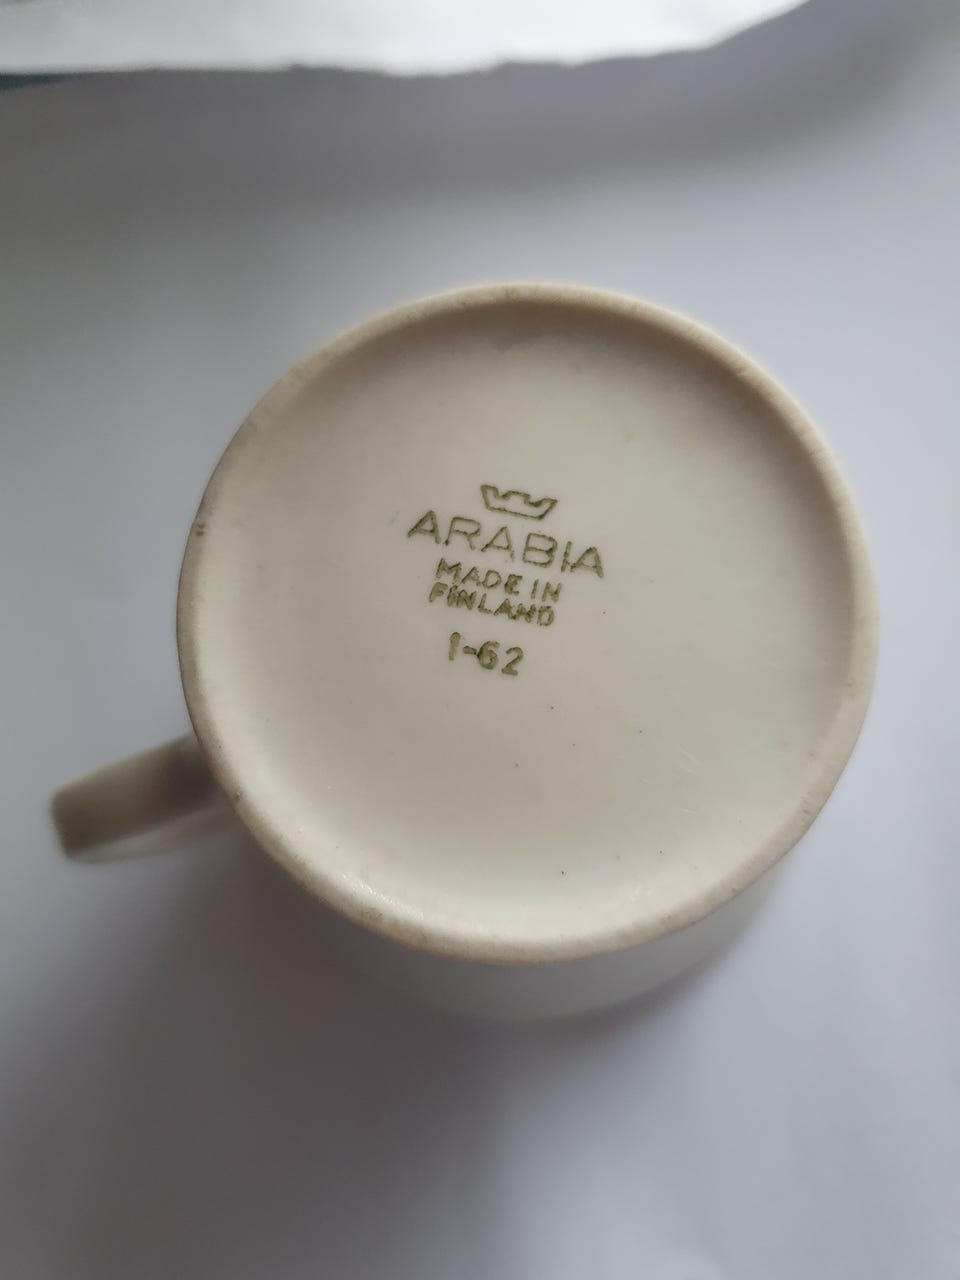 ARABIA
MADE IN
FINLAND
1-62